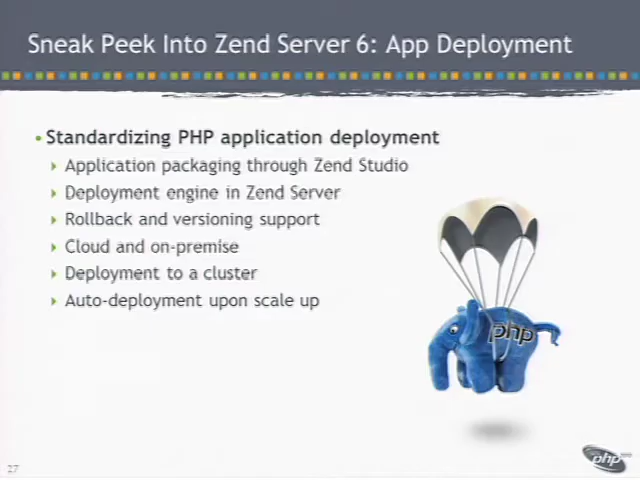 Sneak Peek Into Zend Server 6: App Deployment
• Standardizing PHP application deployment
Application packaging through Zend Studio
Deployment engine in Zend Server
Rollback and versioning support
Cloud and on-premise
Deployment to a cluster
Auto-deployment upon scale up
php
27
php